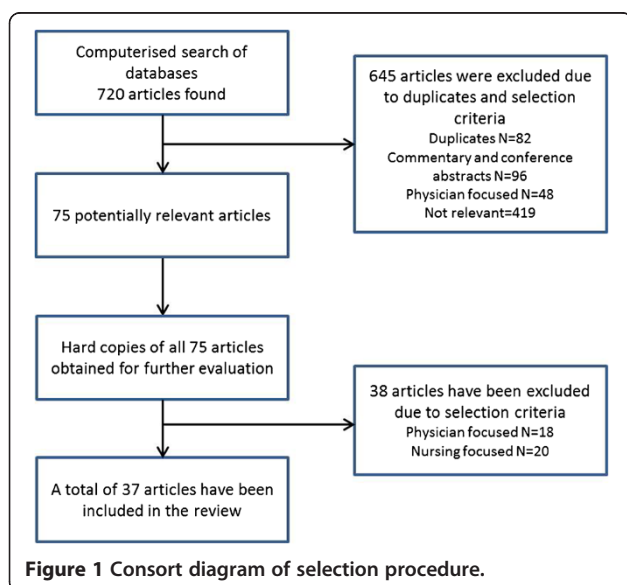 Computerised search of
databases
720 articles found
645 articles were excluded due
to duplicates and selection
criteria
Duplicates N=82
Commentary and conference
abstracts N=96
Physician focused N=48
Not relevant=419
75 potentially relevant articles
Hard copies of all 75 articles
obtained for further evaluation
38 articles have been excluded
due to selection criteria
Physician focused N=18
Nursing focused N=20
A total of 37 articles have been
included in the review
Figure 1 Consort diagram of selection procedure.